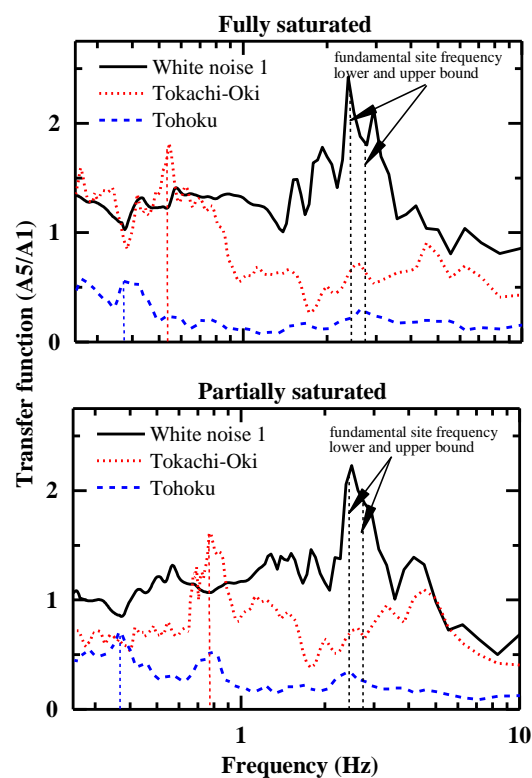 Fully saturated
White noise 1
Tokachi-Oki
Tohoku
fundamental site frequency
lower and upper bound
2
1
0
Transfer function (A5/A1)
Partially saturated
White noise 1
Tokachi-Oki
Tohoku
fundamental site frequency
lower and upper bound
2
1
0
1
10
Frequency (Hz)